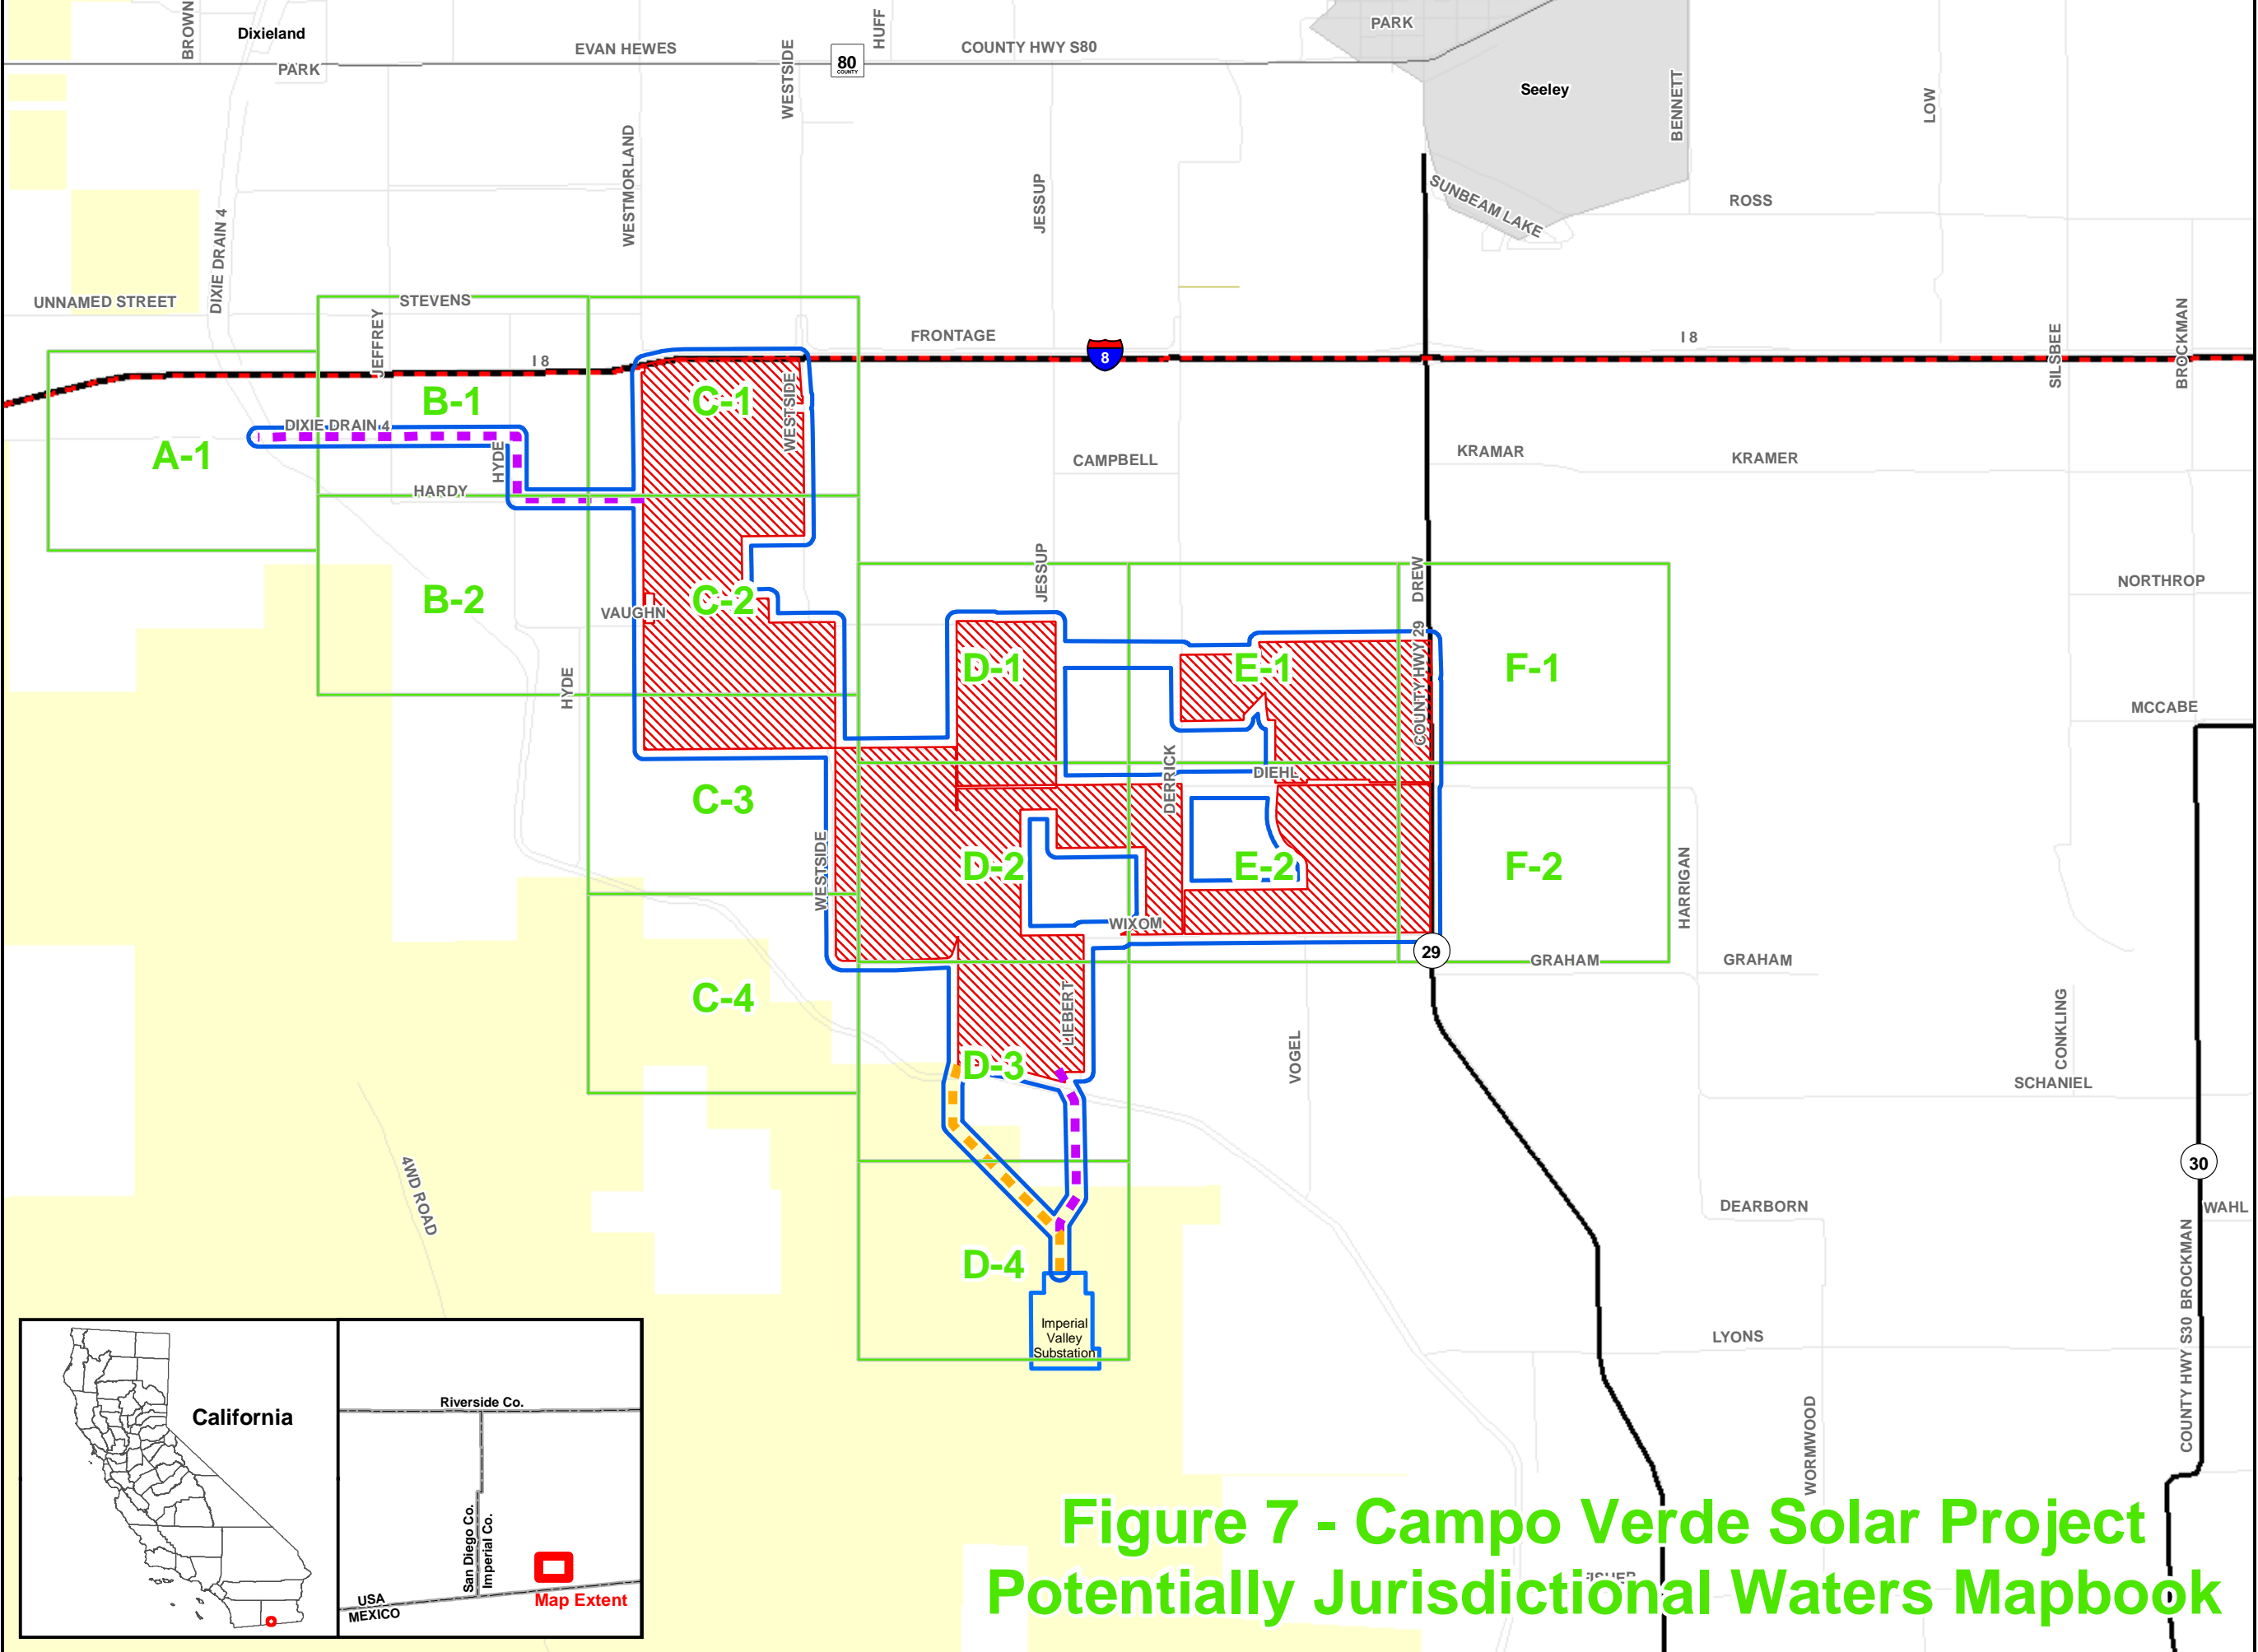 BROWN
Dixieland
PARK
EVAN HEWES
WESTSIDE
80
COUNTY
HUFF
COUNTY HWY S80
PARK
Seeley
BENNETT
LOW
WESTMORLAND
JESSUP
SUNBEAM LAKE
ROSS
DIXIE DRAIN 4
UNNAMED STREET
STEVENS
JEFFREY
I 8
FRONTAGE
8
I 8
SILSBEE
BROCKMAN
B-1
C-1
WESTSIDE
DIXIE DRAIN 4
A-1
HYDE
HARDY
CAMPBELL
KRAMAR
KRAMER
B-2
C-2
VAUGHN
JESSUP
DREW
NORTHROP
HYDE
D-1
E-1
COUNTY HWY 29
F-1
MCCABE
DERRICK
DIEHL
C-3
WESTSIDE
D-2
E-2
F-2
HARRIGAN
WIXOM
29
GRAHAM
GRAHAM
C-4
LIEBERT
D-3
VOGEL
CONKLING
SCHANIEL
4WD ROAD
30
DEARBORN
WAHL
D-4
Imperial
Valley
Substation
LYONS
COUNTY HWY S30 BROCKMAN
WORMWOOD
California
Riverside Co.
San Diego Co.
Imperial Co.
USA
MEXICO
Map Extent
Figure 7 - Campo Verde Solar Project
Potentially Jurisdictional Waters Mapbook